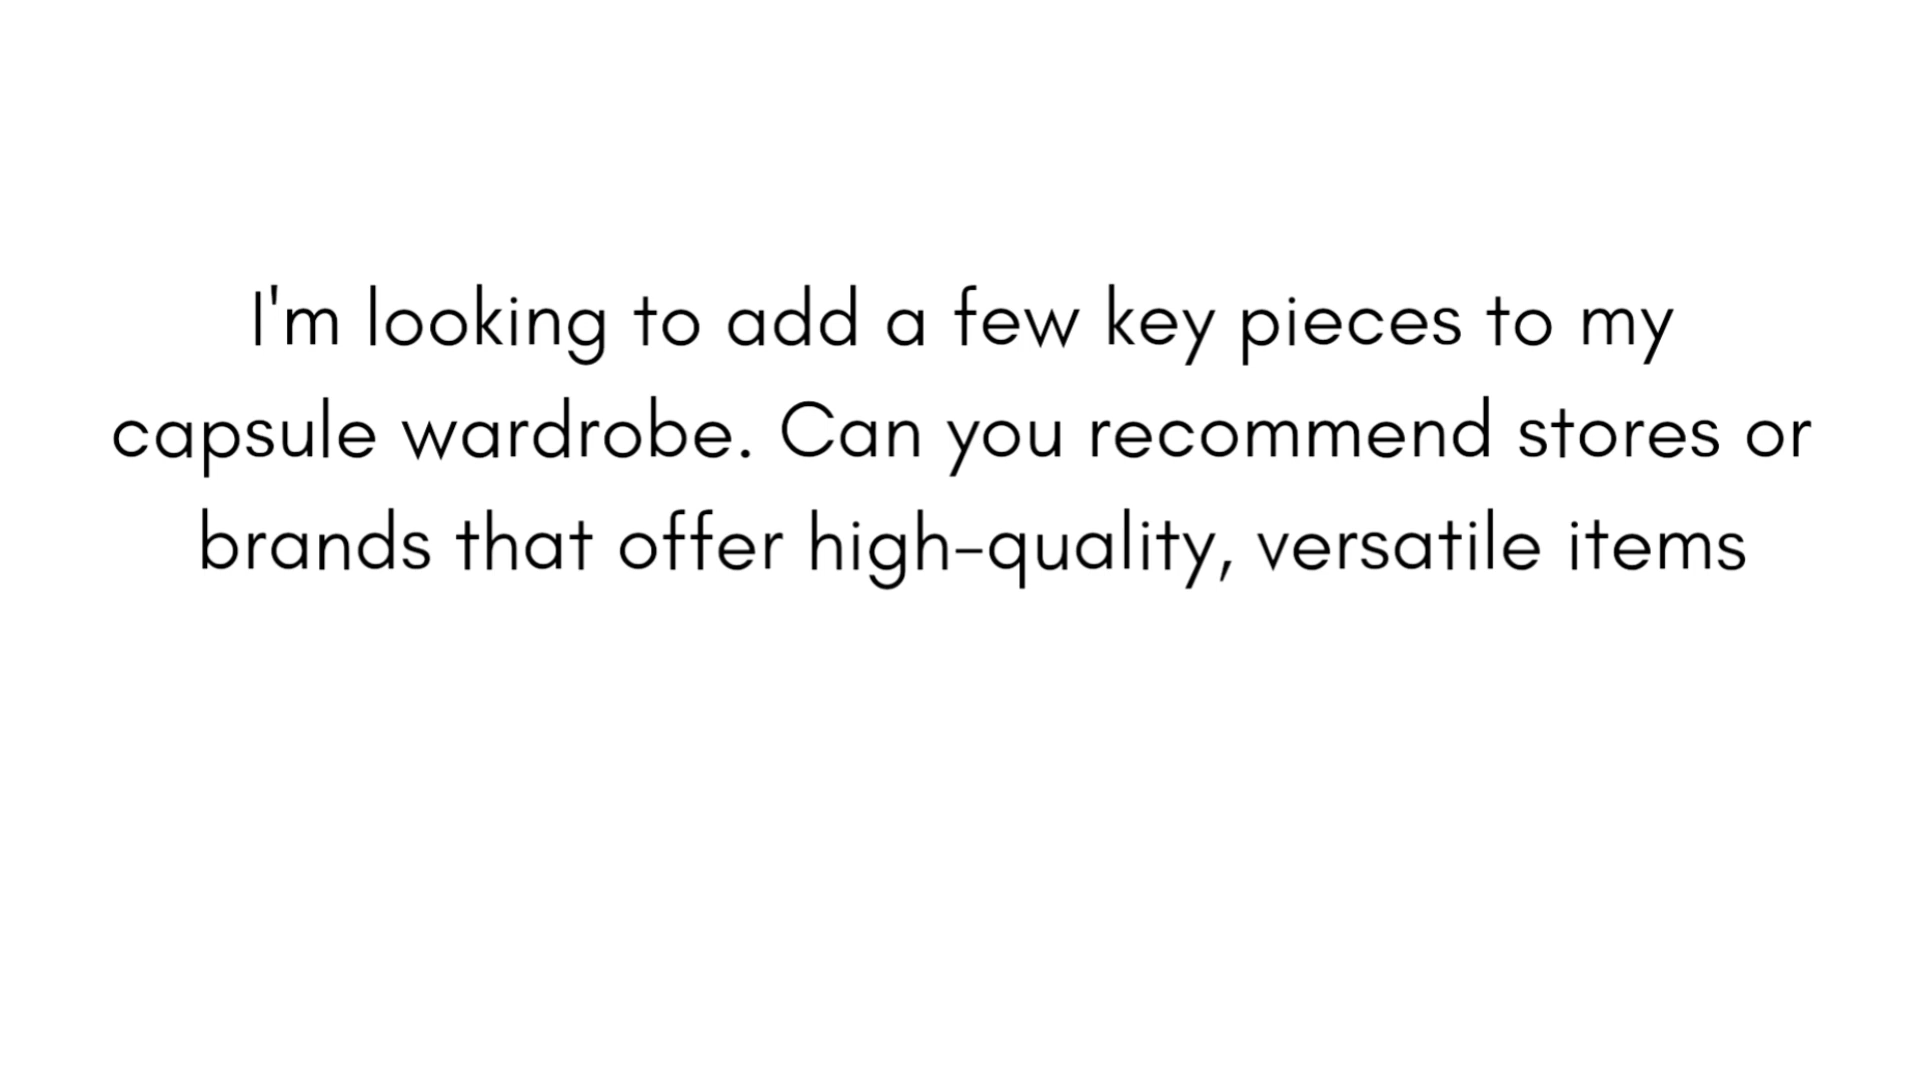 I'm looking to add a few key pieces to my
capsule wardrobe. Can you recommend stores or
brands that offer high-quality, versatile items